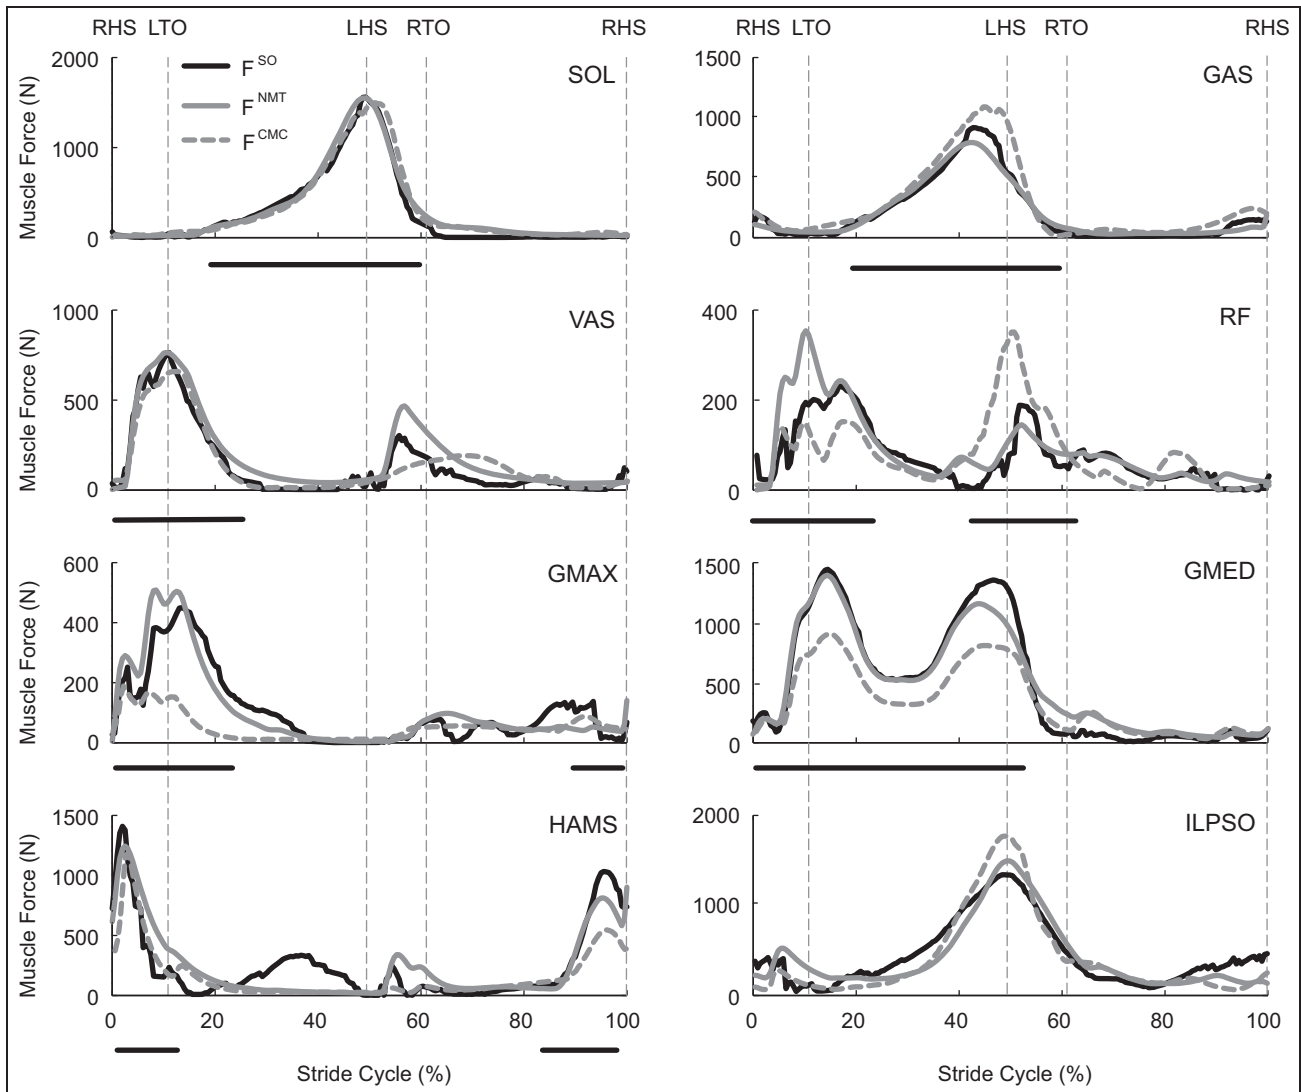 RHS LTO LHS RTO RHS RHS LTO LHS RTO RHS
2000 SOL 1500 GAS
F SO
F NMT
F CMC
1000 1000
500
0 0
Muscle Force (N)
1000 VAS 400 RF
500 200
0 0
Muscle Force (N)
600 GMAX 1500 GMED
400 1000
200 500
0 0
Muscle Force (N)
1500 HAMS 2000 ILPSO
1000 1000
500
0 0
Muscle Force (N)
0 20 40 60 80 100 0 20 40 60 80 100
Stride Cycle (%) Stride Cycle (%)